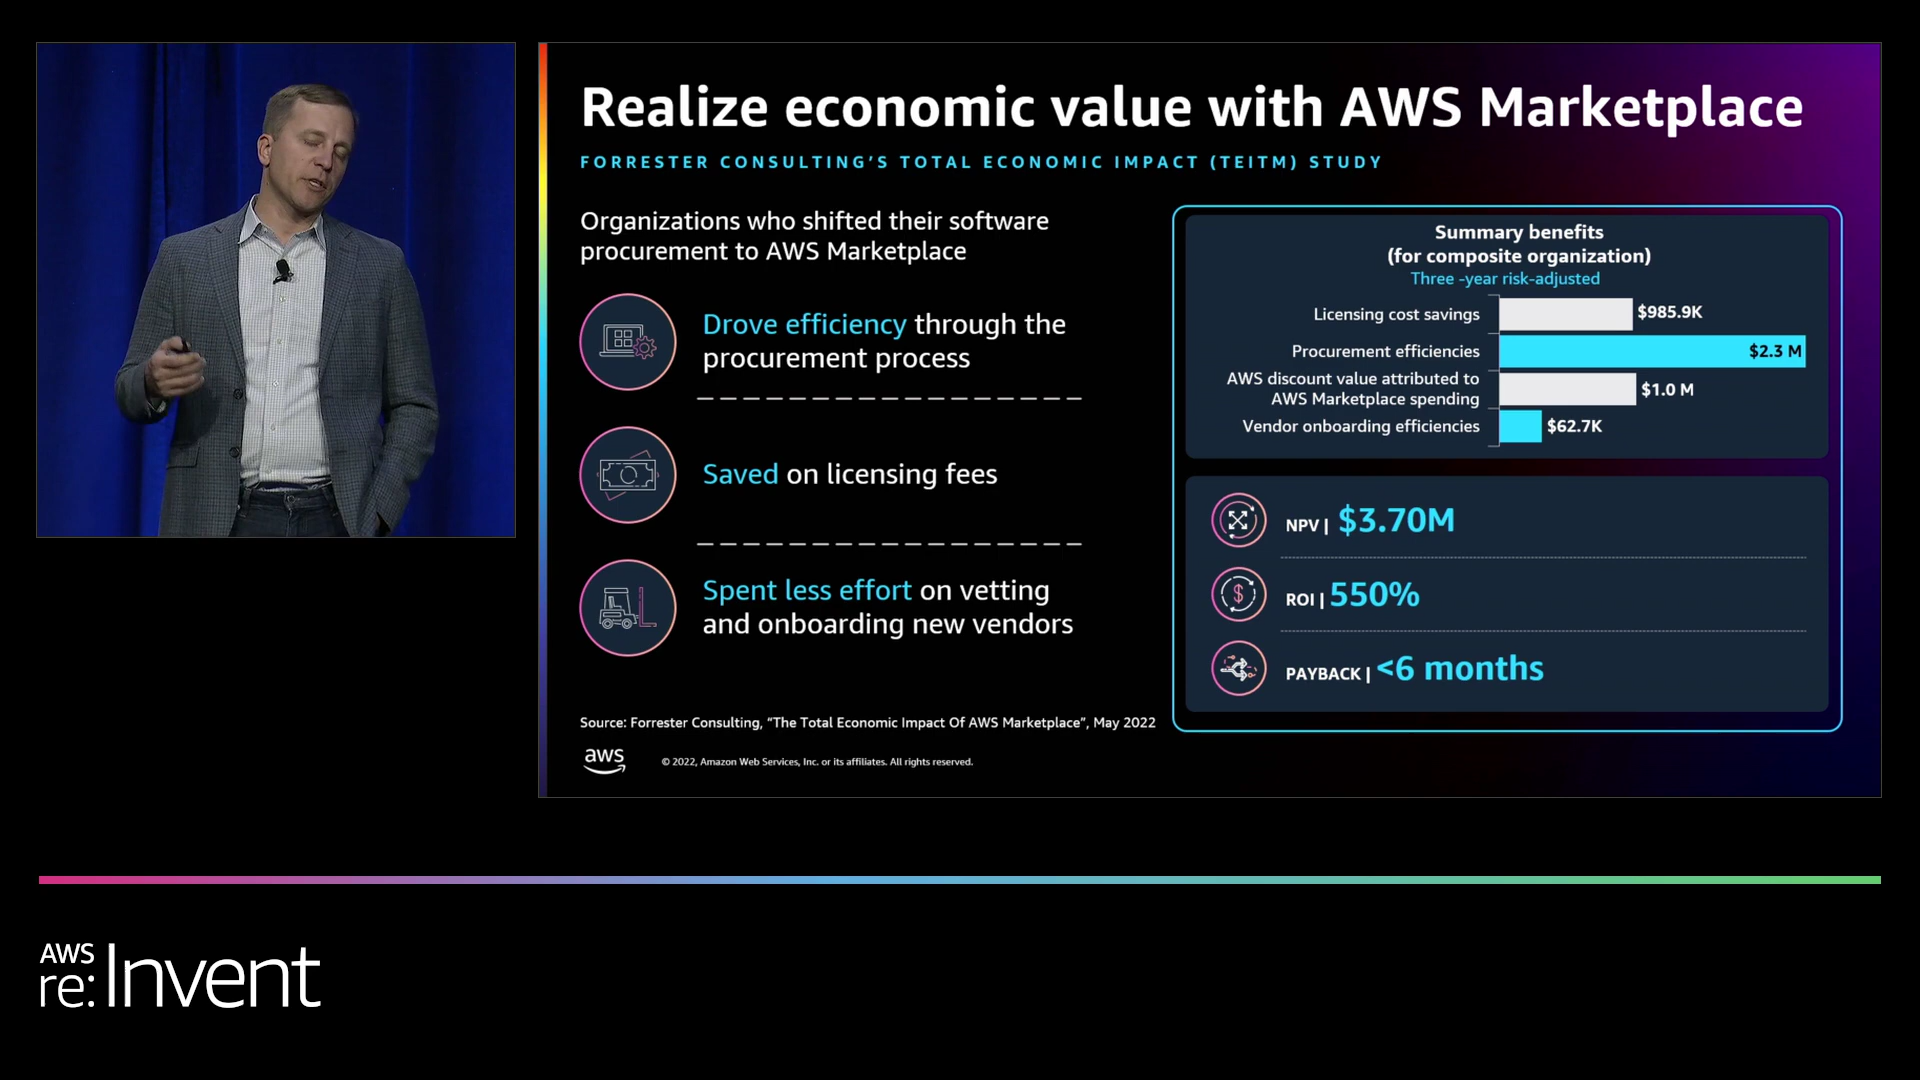 Realize economic value with AWS Marketplace
FORRESTER CONSULTING'S TOTAL ECONOMIC IMPACT (TEITM) STUDY
Organizations who shifted their software
procurement to AWS Marketplace
Drove efficiency through the
procurement process
Saved on licensing fees
Spent less effort on vetting
and onboarding new vendors
Summary benefits
(for composite organization)
Three -year risk-adjusted
Licensing cost savings
$985.9K
Procurement efficiencies
$2.3 M
AWS discount value attributed to
AWS Marketplace spending
$1.0 M
Vendor onboarding efficiencies
$62.7K
NPV | $3.70M
ROI | 550%
PAYBACK | <6 months
Source: Forrester Consulting, “The Total Economic Impact Of AWS Marketplace”, May 2022
aws
© 2022, Amazon Web Services, Inc. or its affiliates. All rights reserved.
AWS
re:Invent